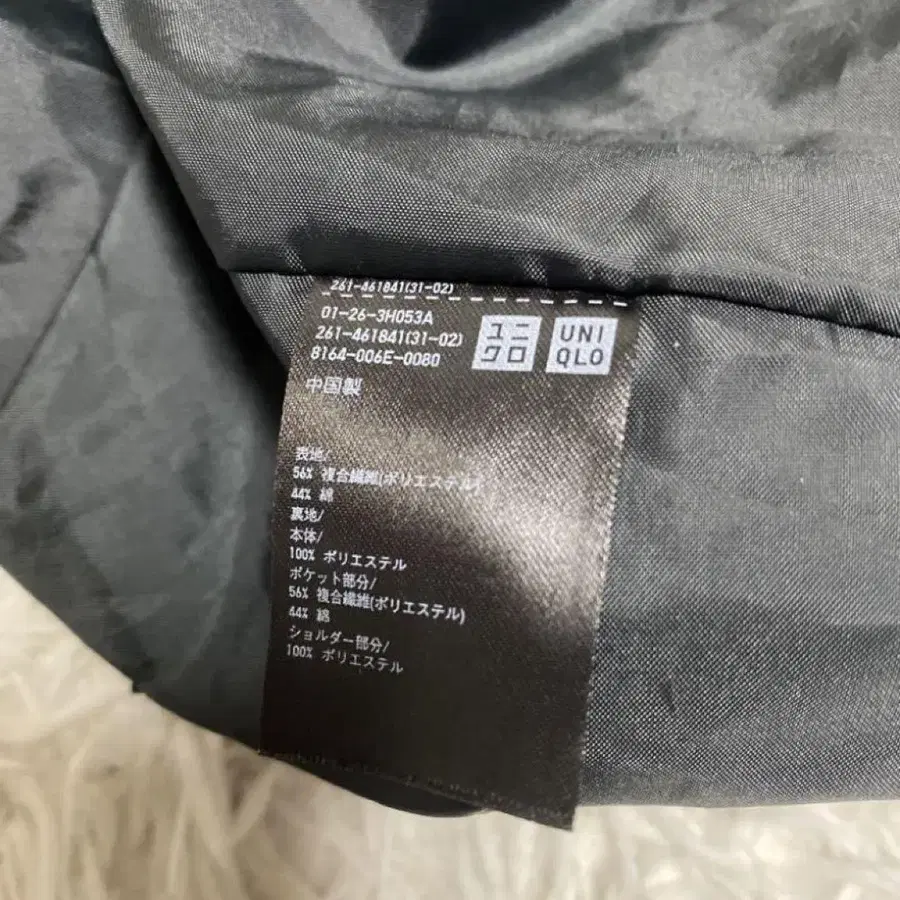 261-461841(31-02)
01-26-3H053A
261-461841(31-02)
8164-006E-0080
ユニ
クロ
UNI
QLO
中国製
表地/
56% 複合繊維(ポリエステル)
44% 綿
裏地/
本体/
100% ポリエステル
ポケット部分/
56% 複合繊維(ポリエステル)
44% 綿
ショルダー部分/
100% ポリエステル